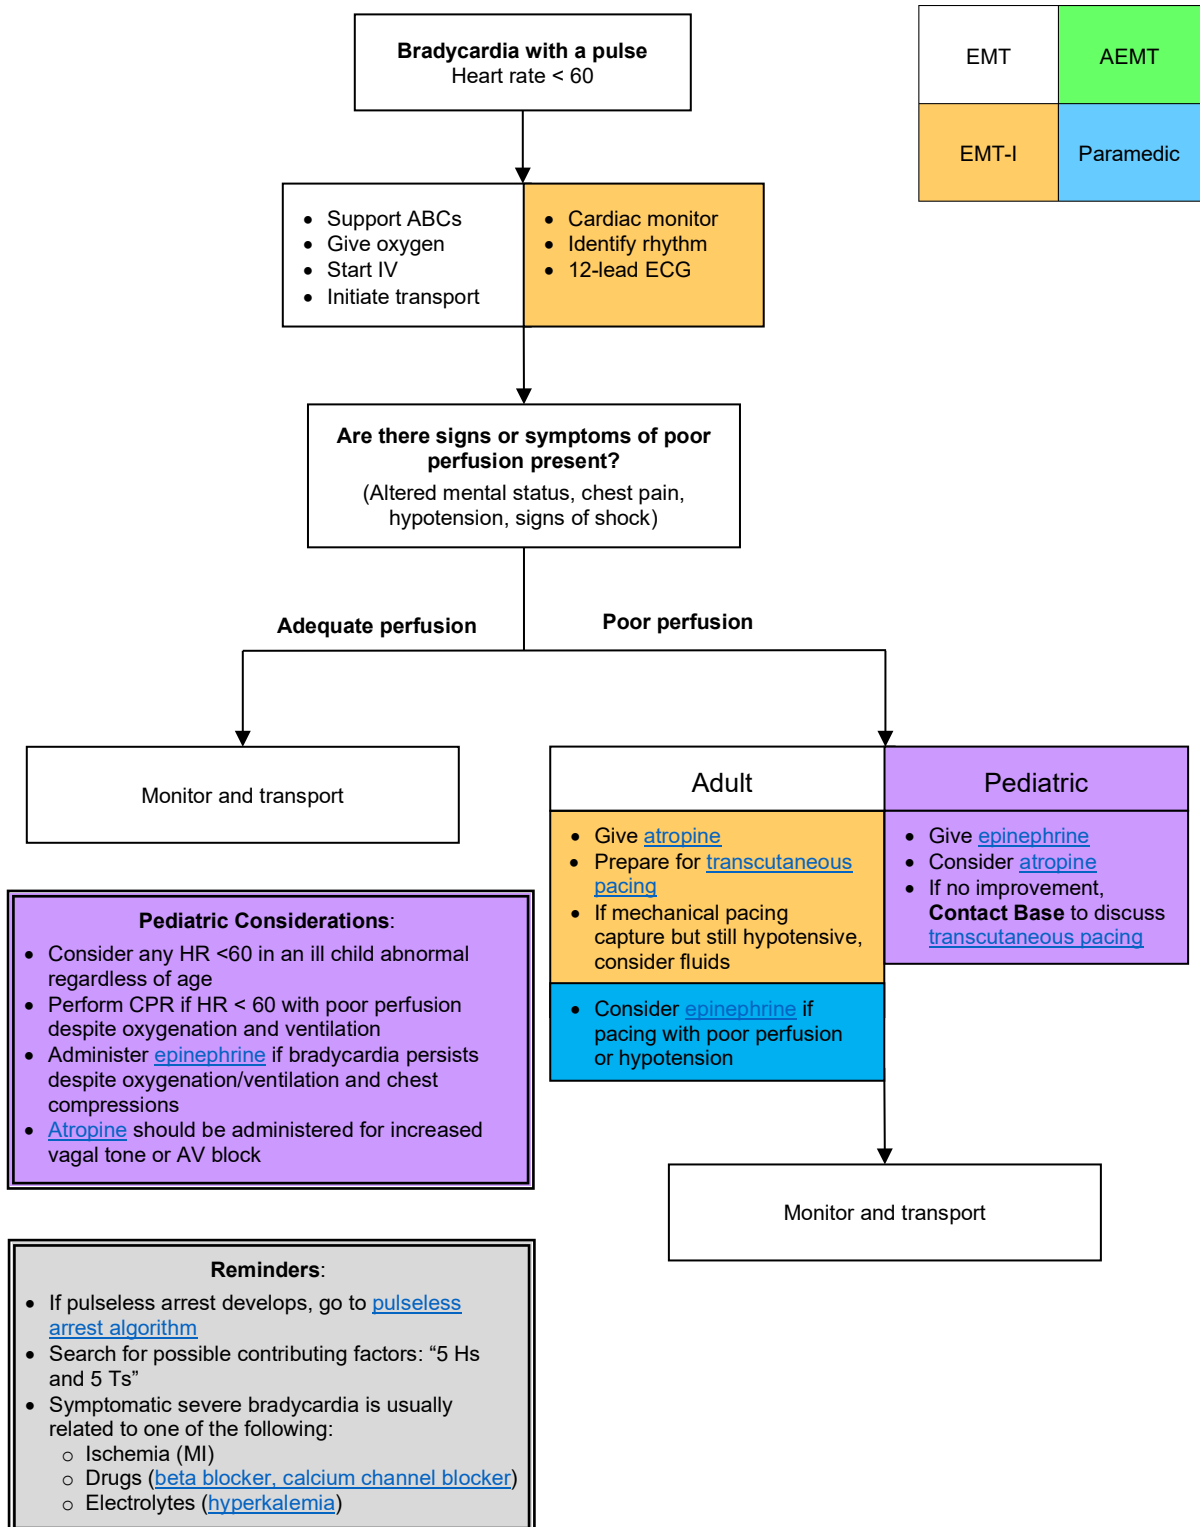 Bradycardia with a pulse
Heart rate < 60
EMT
AEMT
EMT-I
Paramedic
• Support ABCs
• Give oxygen
• Start IV
• Initiate transport
• Cardiac monitor
• Identify rhythm
• 12-lead ECG
Are there signs or symptoms of poor
perfusion present?
(Altered mental status, chest pain,
hypotension, signs of shock)
Adequate perfusion
Poor perfusion
Monitor and transport
Adult
• Give atropine
• Prepare for transcutaneous
pacing
• If mechanical pacing
capture but still hypotensive,
consider fluids
• Consider epinephrine if
pacing with poor perfusion
or hypotension
Pediatric
• Give epinephrine
• Consider atropine
• If no improvement,
Contact Base to discuss
transcutaneous pacing
Monitor and transport
Pediatric Considerations:
• Consider any HR <60 in an ill child abnormal
regardless of age
• Perform CPR if HR < 60 with poor perfusion
despite oxygenation and ventilation
• Administer epinephrine if bradycardia persists
despite oxygenation/ventilation and chest
compressions
• Atropine should be administered for increased
vagal tone or AV block
Reminders:
• If pulseless arrest develops, go to pulseless
arrest algorithm
• Search for possible contributing factors: “5 Hs
and 5 Ts”
• Symptomatic severe bradycardia is usually
related to one of the following:
o Ischemia (MI)
o Drugs (beta blocker, calcium channel blocker)
o Electrolytes (hyperkalemia)